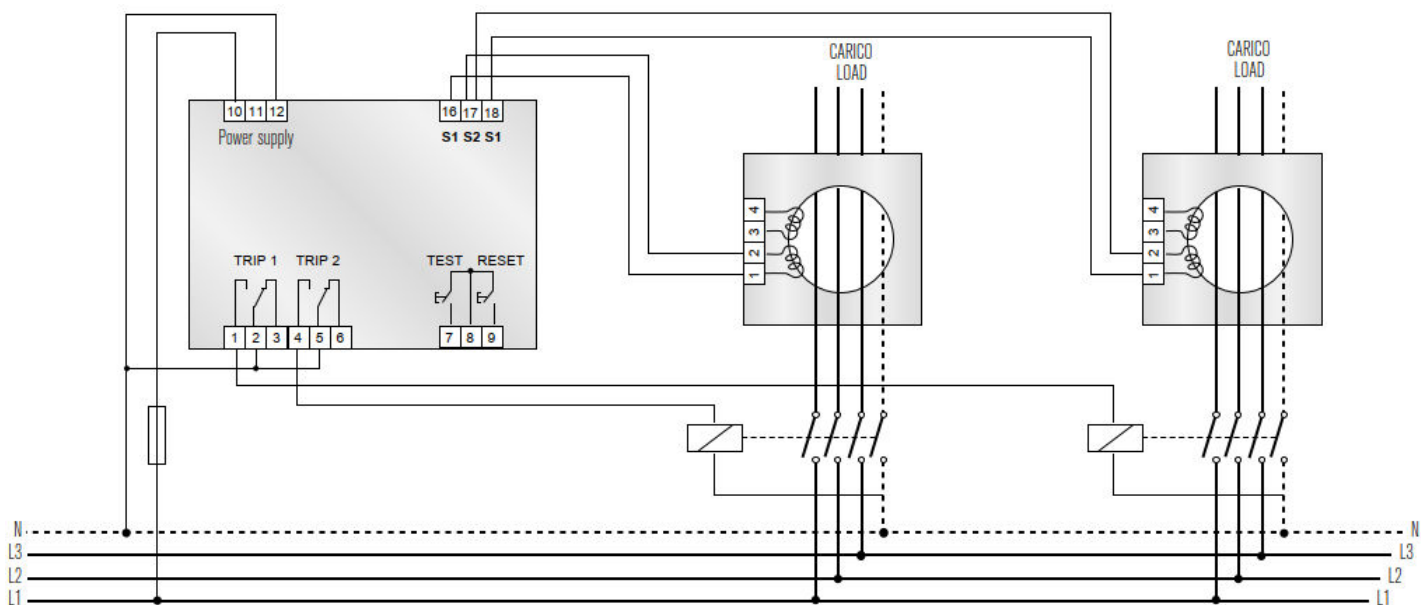 CARICO
LOAD
CARICO
LOAD
10 11 12
Power supply
16 17 18
S1 S2 S1
4
3
2
1
4
3
2
1
TRIP 1 TRIP 2
TEST RESET
1 2 3 4 5 6
7 8 9
N N
L3 L3
L2 L2
L1 L1